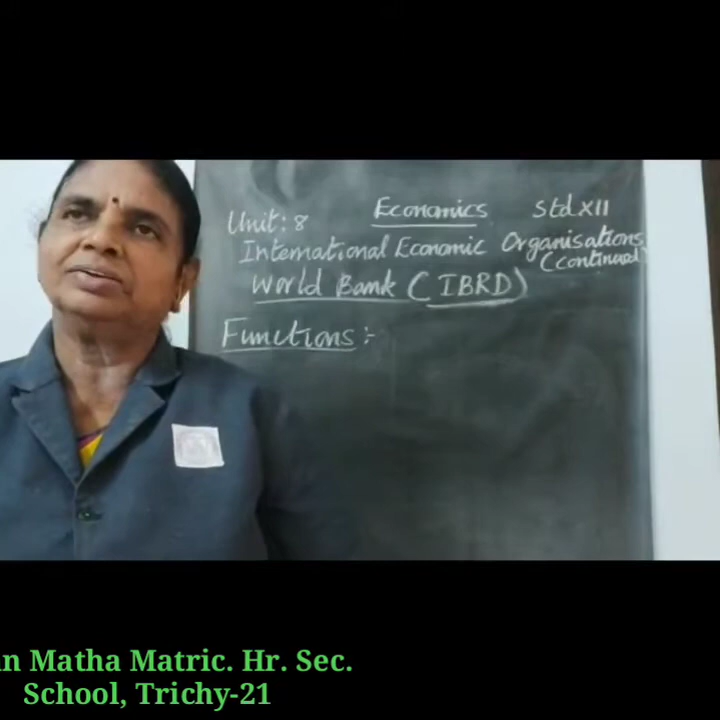 Unit: 8 Economics Std XII
International Economic Organisations
(continued)
World Bank (IBRD)
Functions :-
n Matha Matric. Hr. Sec.
School, Trichy-21